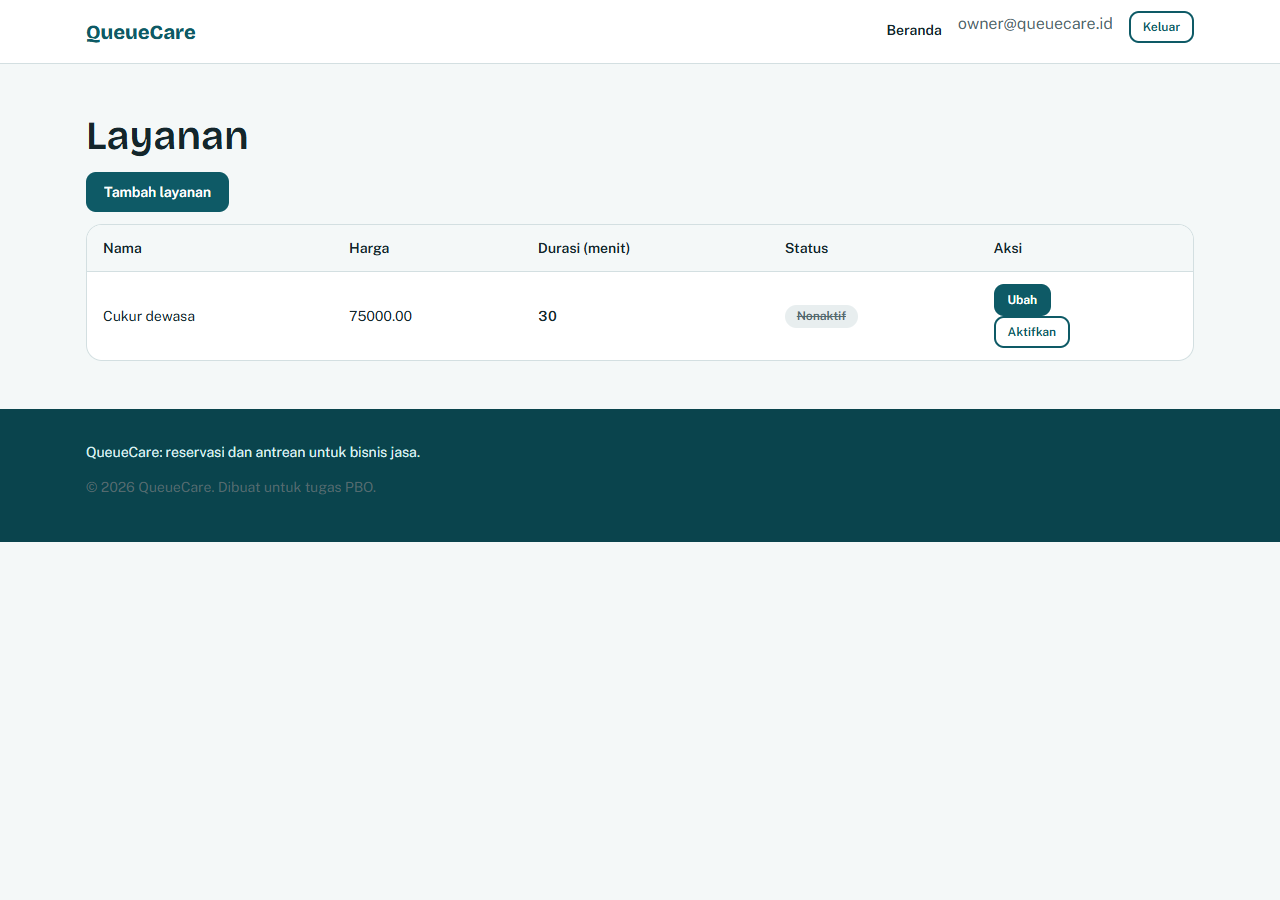 QueueCare
Beranda owner@queuecare.id Keluar
Layanan
Tambah layanan
Nama Harga Durasi (menit) Status Aksi
Cukur dewasa 75000.00 30 Nonaktif Ubah
Aktifkan
QueueCare: reservasi dan antrean untuk bisnis jasa.
© 2026 QueueCare. Dibuat untuk tugas PBO.